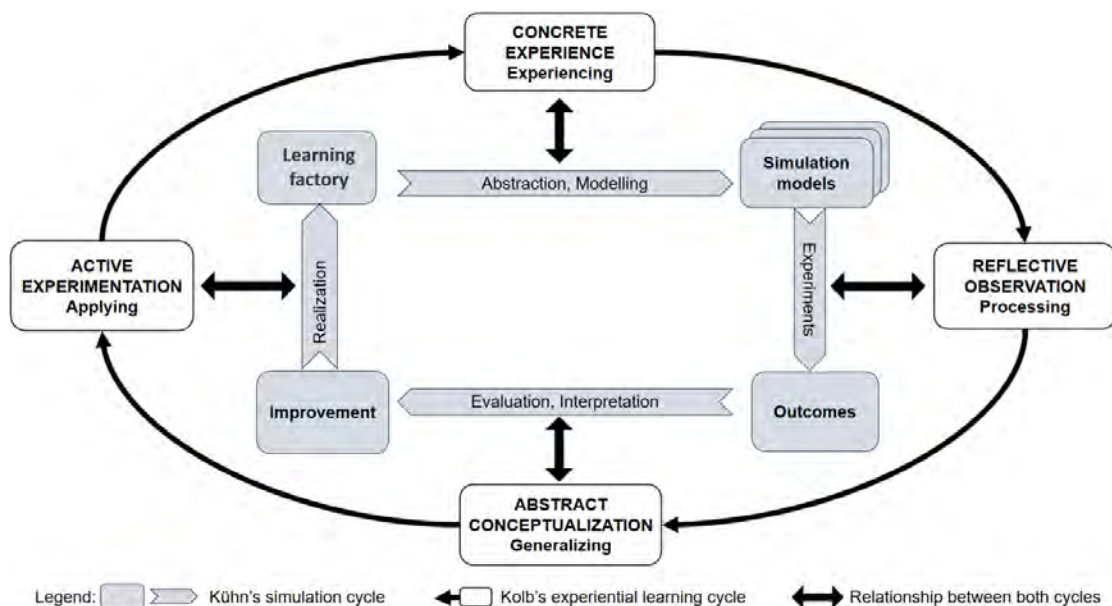 CONCRETE
EXPERIENCE
Experiencing
Learning
factory
Abstraction, Modelling
Simulation
models
ACTIVE
EXPERIMENTATION
Applying
Realization
Experiments
REFLECTIVE
OBSERVATION
Processing
Improvement
Evaluation, Interpretation
Outcomes
ABSTRACT
CONCEPTUALIZATION
Generalizing
Legend:
Kühn's simulation cycle
Kolb's experiential learning cycle
Relationship between both cycles